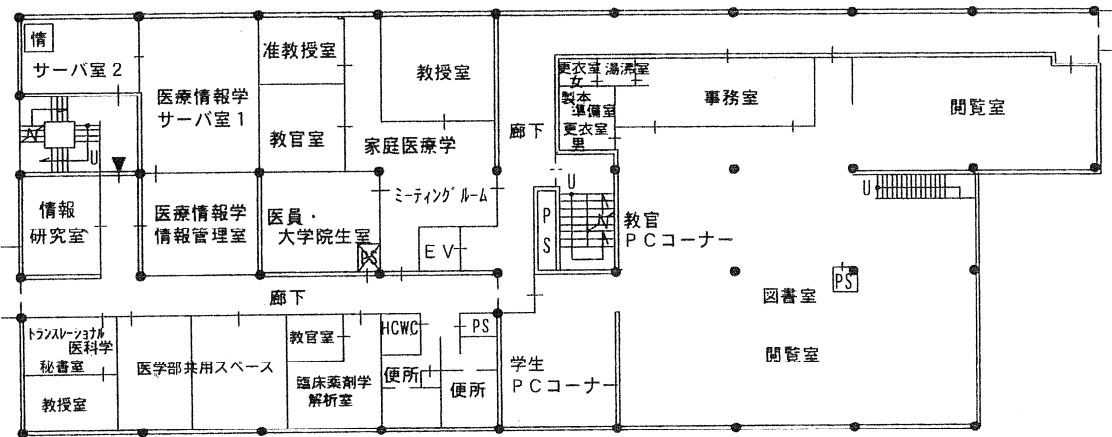 情
サーバ室2
医療情報学
サーバ室1
准教授室
教官室
教授室
家庭医療学
廊下
更衣室
女
湯沸室
製本
準備室
更衣室
男
事務室
閲覧室
U
情報
研究室
医療情報学
情報管理室
医員・
大学院生室
PS
ミーティングルーム
EV
PS
U
教官
PCコーナー
U
図書室
PS
閲覧室
廊下
トランスレーショナル
医科学
秘書室
教授室
医学部共用スペース
教官室
臨床薬剤学
解析室
HCWC
便所
PS
便所
学生
PCコーナー